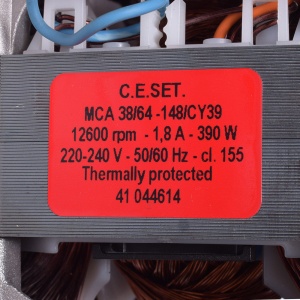 C.E.SET.
MCA 38/64 -148/CY39
12600 rpm - 1,8 A - 390 W
220-240 V - 50/60 Hz - cl. 155
Thermally protected
41 044614